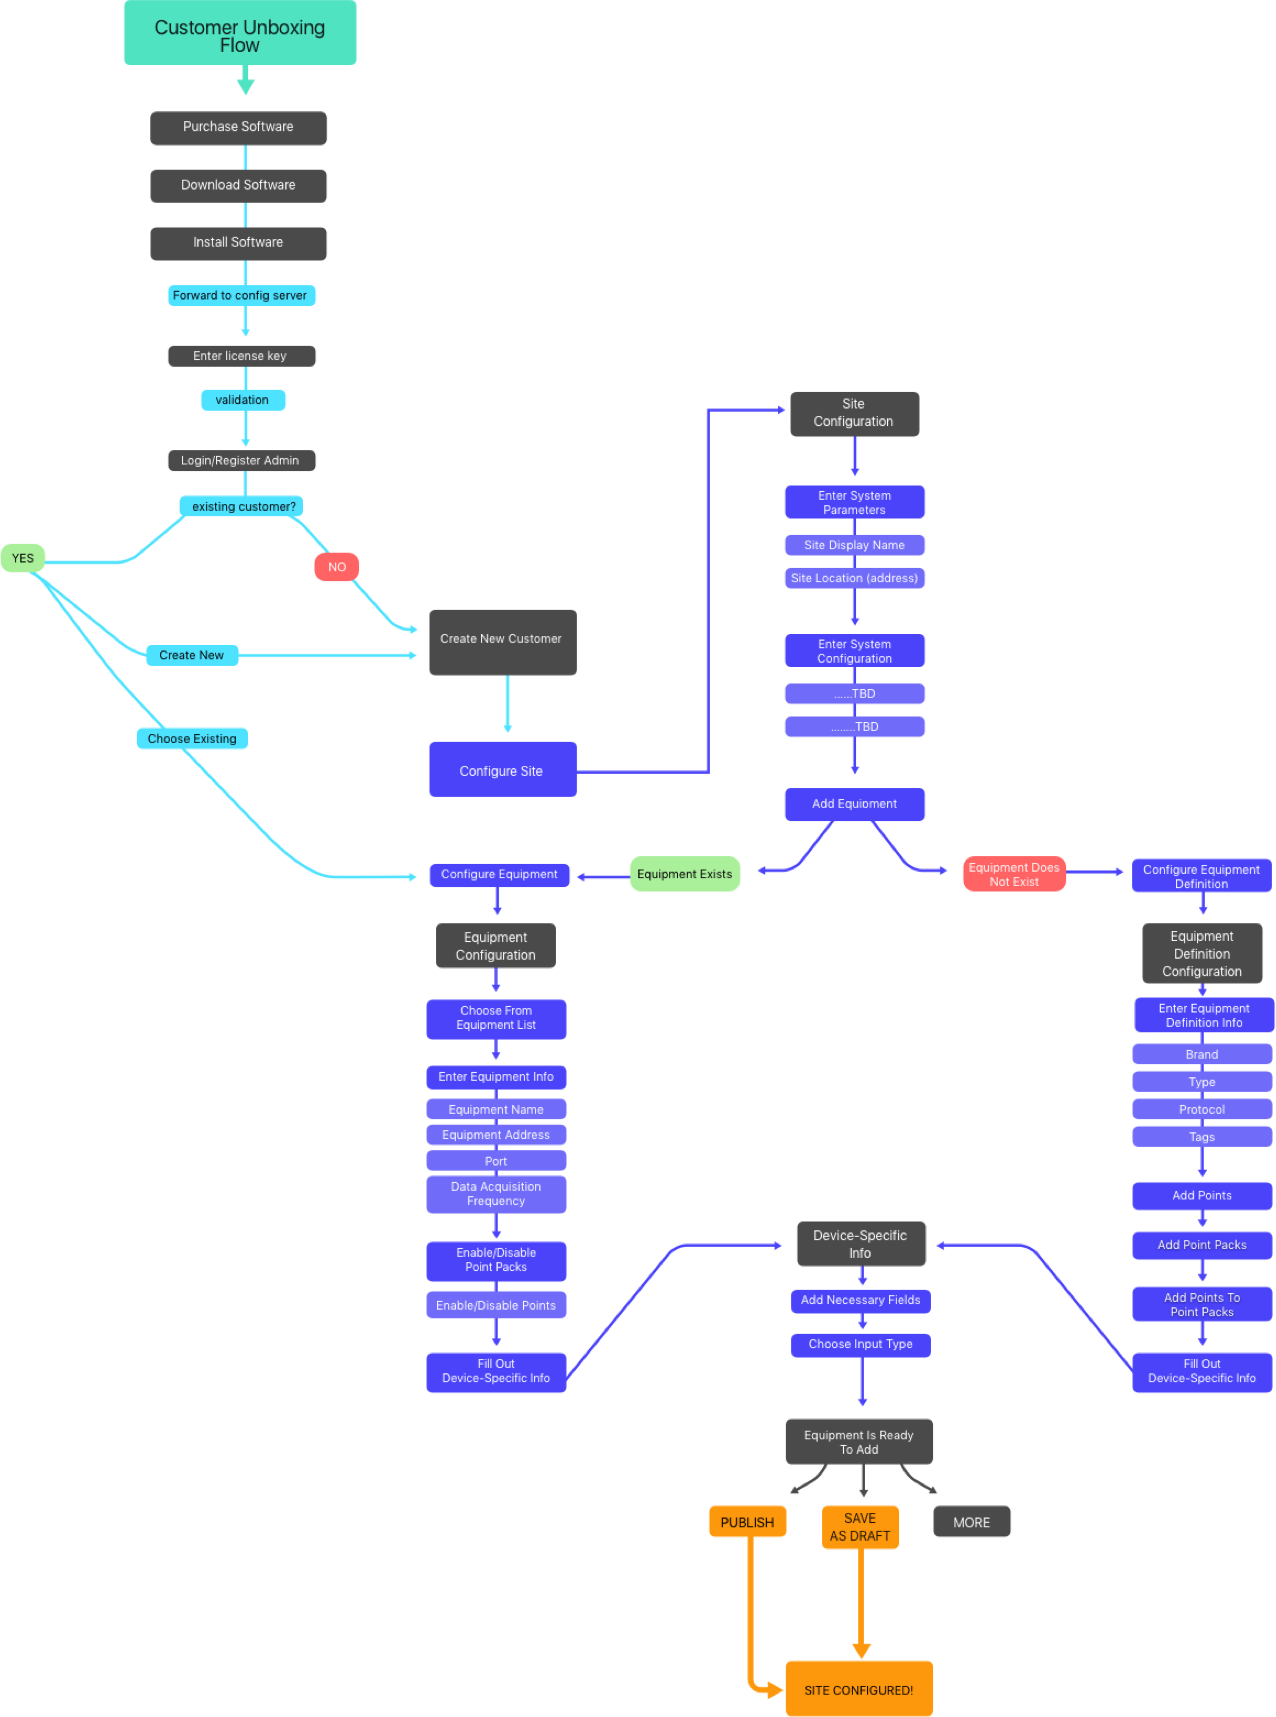 Customer Unboxing
Flow
Purchase Software
Download Software
Install Software
Forward to config server
Enter license key
validation
Login/Register Admin
existing customer?
YES
NO
Create New
Choose Existing
Create New Customer
Configure Site
Site
Configuration
Enter System
Parameters
Site Display Name
Site Location (address)
Enter System
Configuration
......TBD
........TBD
Add Equipment
Equipment Exists
Equipment Does
Not Exist
Configure Equipment
Equipment
Configuration
Choose From
Equipment List
Enter Equipment Info
Equipment Name
Equipment Address
Port
Data Acquisition
Frequency
Enable/Disable
Point Packs
Enable/Disable Points
Fill Out
Device-Specific Info
Configure Equipment
Definition
Equipment
Definition
Configuration
Enter Equipment
Definition Info
Brand
Type
Protocol
Tags
Add Points
Add Point Packs
Add Points To
Point Packs
Fill Out
Device-Specific Info
Device-Specific
Info
Add Necessary Fields
Choose Input Type
Equipment Is Ready
To Add
PUBLISH
SAVE
AS DRAFT
MORE
SITE CONFIGURED!